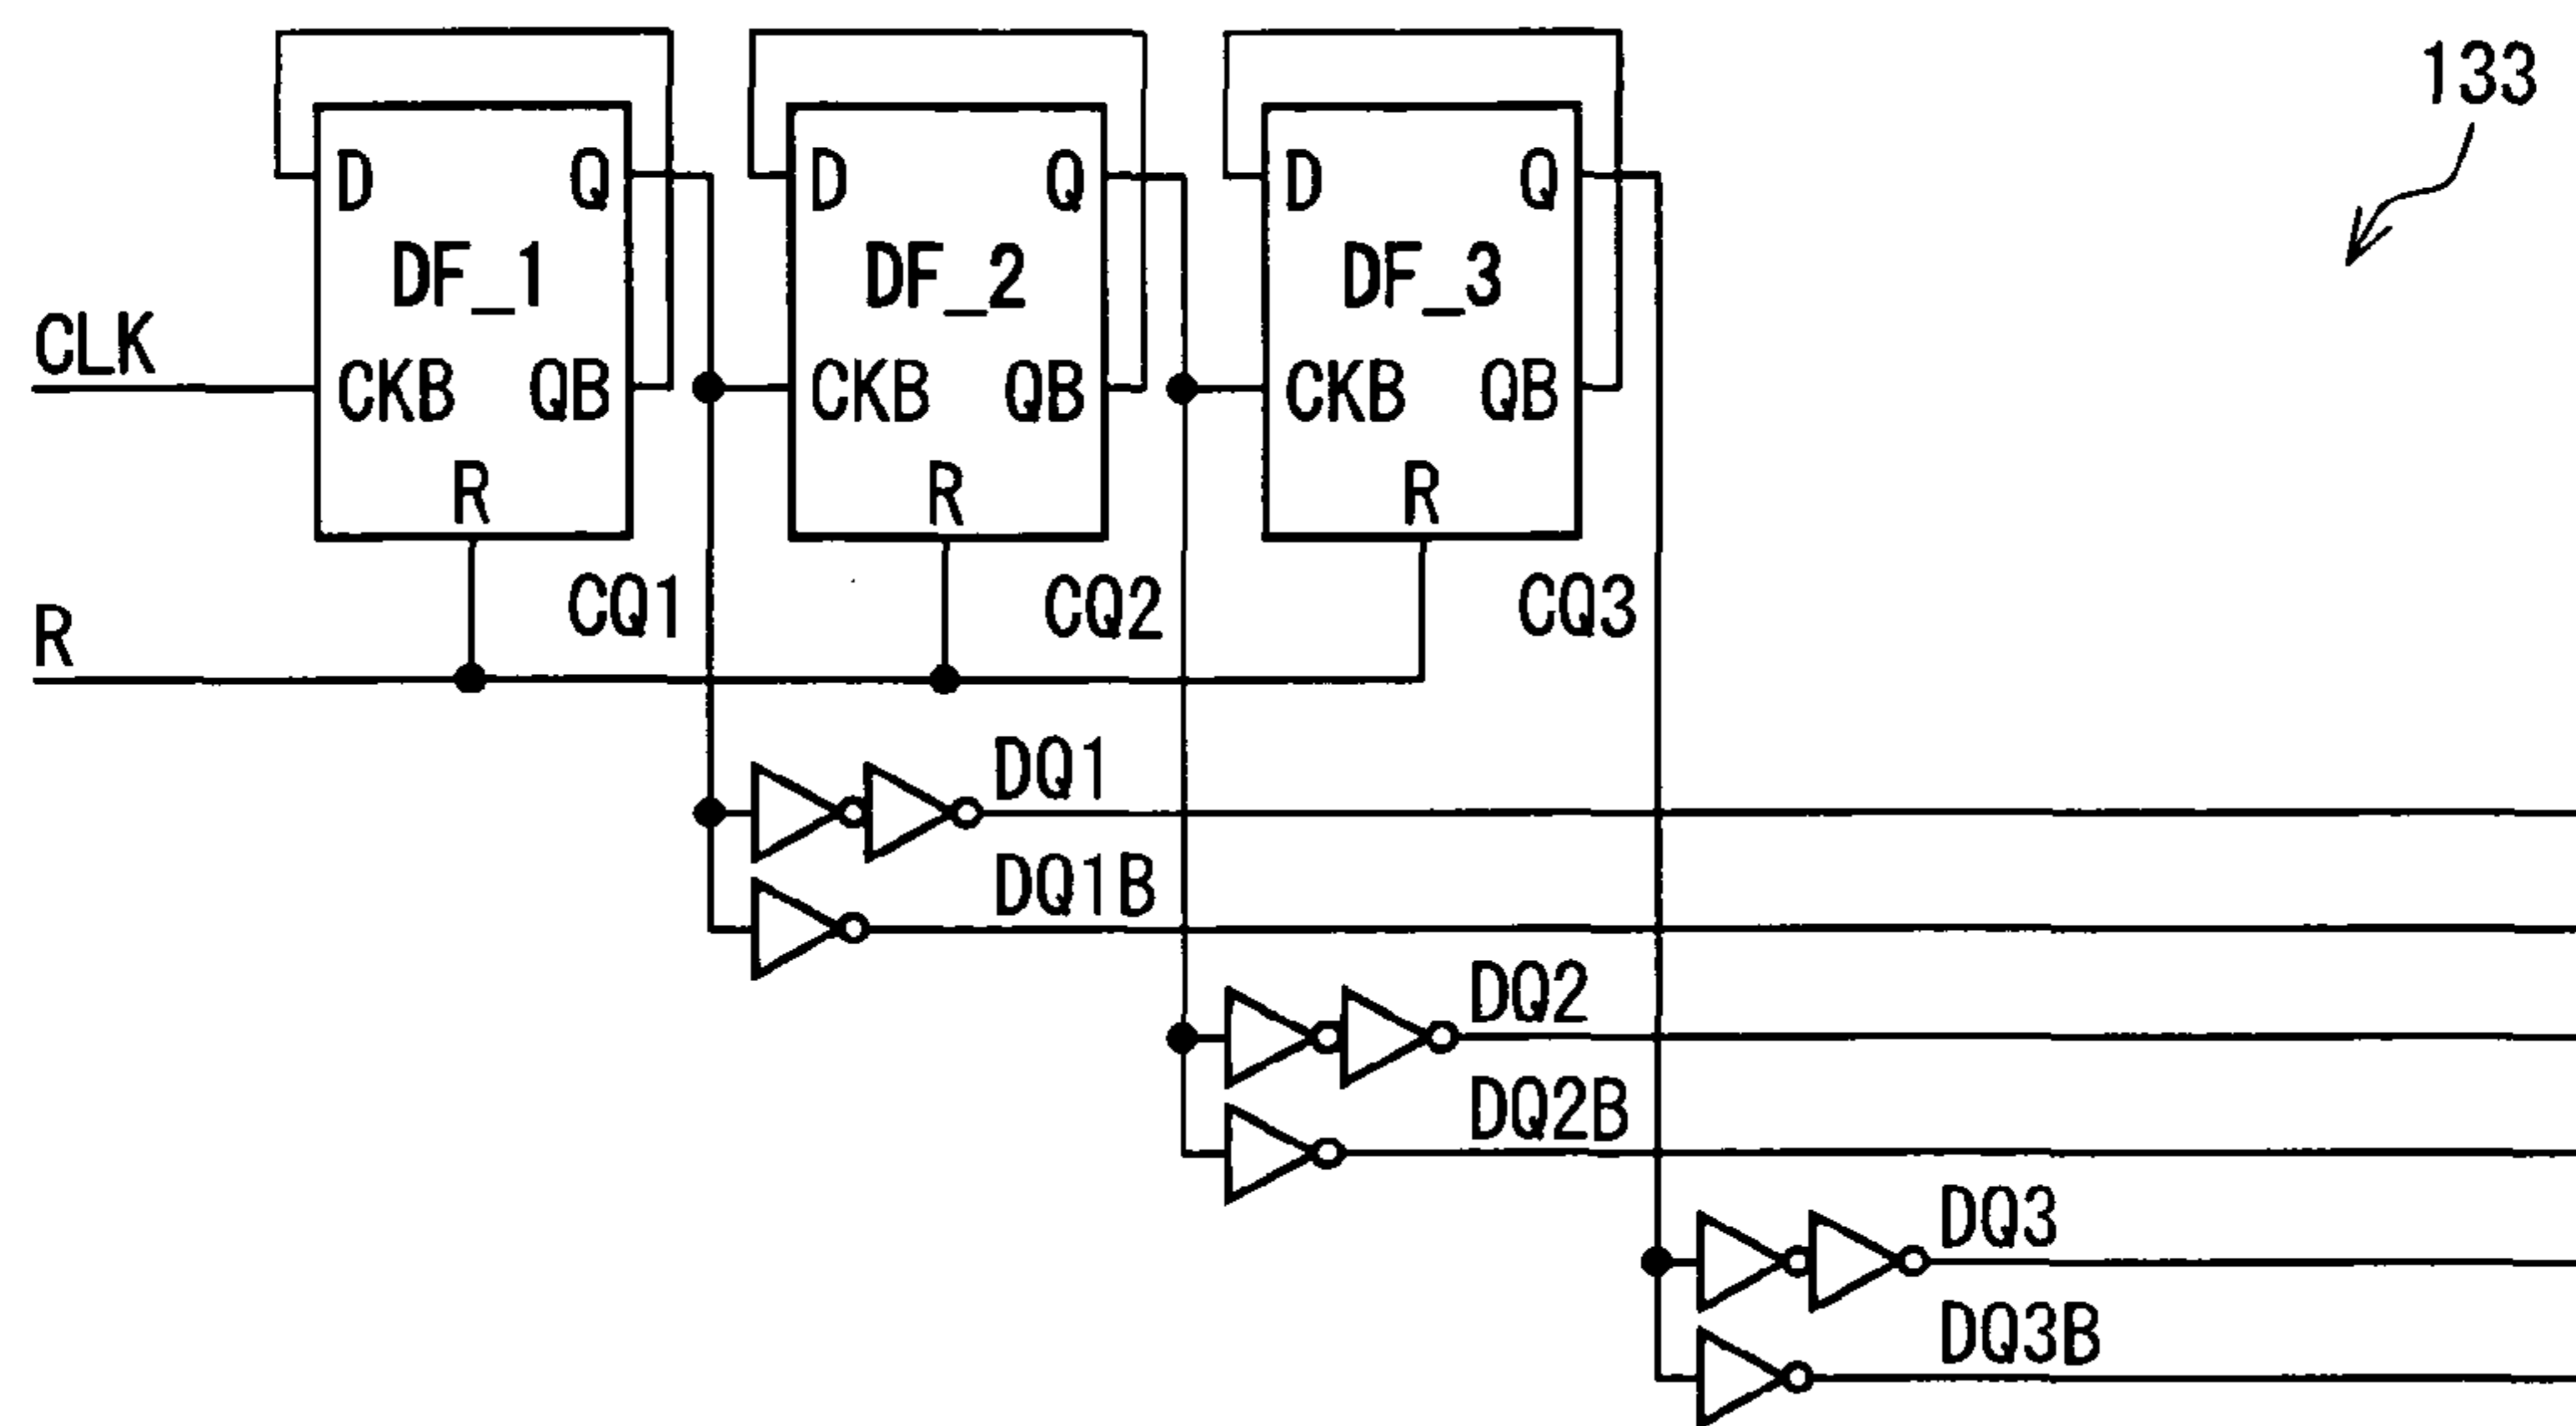 133
D Q D Q D Q
DF_1 DF_2 DF_3
CLK
CKB QB CKB QB CKB QB
R R R
CQ1 CQ2 CQ3
R
DQ1
DQ1B
DQ2
DQ2B
DQ3
DQ3B